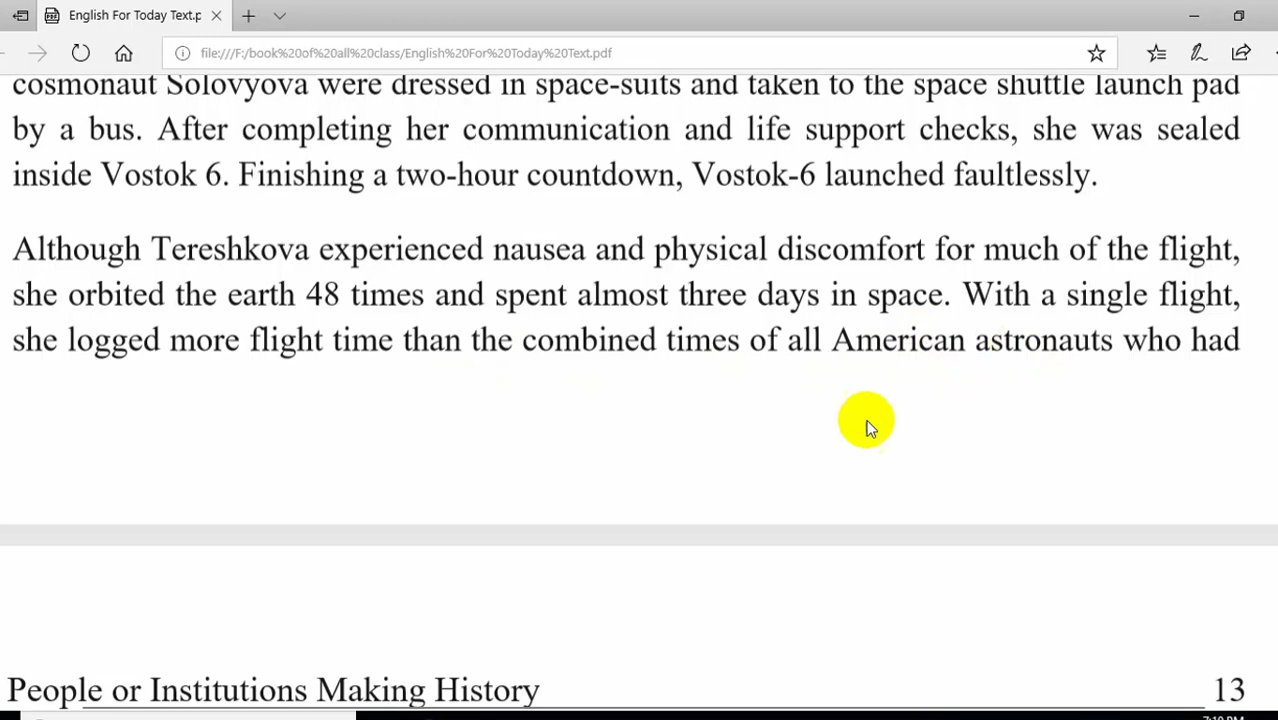 English For Today Text.p
file:///F:/book%20of%20all%20class/English%20For%20Today%20Text.pdf
cosmonaut Solovyova were dressed in space-suits and taken to the space shuttle launch pad
by a bus. After completing her communication and life support checks, she was sealed
inside Vostok 6. Finishing a two-hour countdown, Vostok-6 launched faultlessly.
Although Tereshkova experienced nausea and physical discomfort for much of the flight,
she orbited the earth 48 times and spent almost three days in space. With a single flight,
she logged more flight time than the combined times of all American astronauts who had
People or Institutions Making History 13